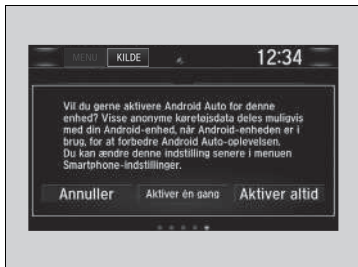 MENU KILDE 12:34
Vil du gerne aktivere Android Auto for denne
enhed? Visse anonyme køretøjsdata deles muligvis
med din Android-enhed, når Android-enheden er i
brug, for at forbedre Android Auto-oplevelsen.
Du kan ændre denne indstilling senere i menuen
Smartphone-indstillinger.
Annuller Aktiver én gang Aktiver altid